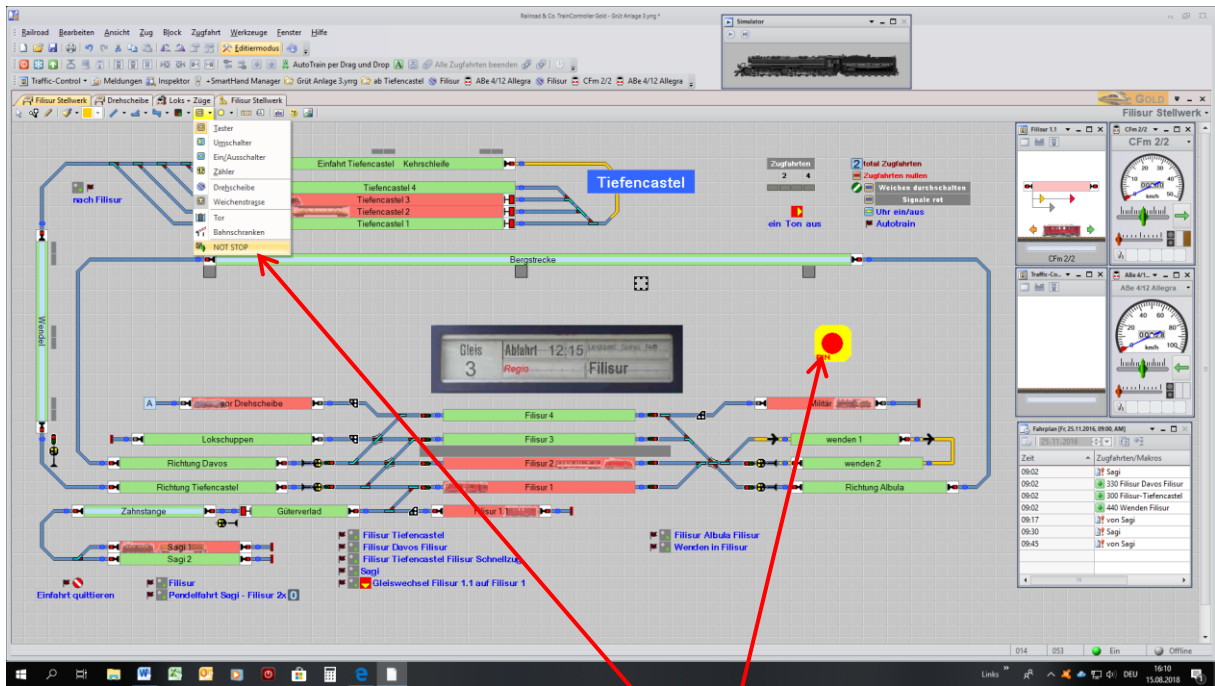 Railroad & Co. TrainController Gold - Grüt Anlage 3.yrrg *
Simulator
Railroad Bearbeiten Ansicht Zug Block Zugfahrt Werkzeuge Fenster Hilfe
Editiermodus
AutoTrain per Drag und Drop
Alle Zugfahrten beenden
Traffic-Control Meldungen Inspektor +SmartHand Manager Grüt Anlage 3.yrrg ab Tiefencastel Filisur ABe 4/12 Allegra Filisur CFm 2/2 ABe 4/12 Allegra
Filisur Stellwerk Drehscheibe Loks + Züge Filisur Stellwerk
GOLD
Filisur Stellwerk
Taster
Umschalter
Ein/Ausschalter
Zähler
Drehscheibe
Weichenstrasse
Tor
Bahnschranken
NOT STOP
Einfahrt Tiefencastel Kehrschleife
Tiefencastel 4
Tiefencastel 3
Tiefencastel 2
Tiefencastel 1
Tiefencastel
nach Filisur
Zugfahrten
2 4
2 total Zugfahrten
Zugfahrten nullen
Weichen durchschalten
Signale rot
Uhr ein/aus
Autotrain
ein Ton aus
Bergstrecke
Wendel
Gleis
3
Abfahrt 12:15
Regio
Filisur
EIN
A
vor Drehscheibe
Lokschuppen
Richtung Davos
Richtung Tiefencastel
Zahnstange
Güterverlad
Sagi 1
Sagi 2
Filisur 4
Filisur 3
Filisur 2
Filisur 1
Filisur 1.1
Militär
wenden 1
wenden 2
Richtung Albula
Filisur Tiefencastel
Filisur Davos Filisur
Filisur Tiefencastel Filisur Schnellzug
Sagi
Gleiswechsel Filisur 1.1 auf Filisur 1
Filisur Albula Filisur
Wenden in Filisur
Einfahrt quittieren
Filisur
Pendelfahrt Sagi - Filisur 2x 0
Filisur 1.1
CFm 2/2
CFm 2/2
CFm 2/2
km/h
Traffic-Co...
ABe 4/1...
ABe 4/12 Allegra
km/h
Fahrplan [Fr, 25.11.2016, 09:00, AM]
25.11.2016
Zeit Zugfahrten/Makros
09:02 Sagi
09:02 330 Filisur Davos Filisur
09:02 300 Filisur-Tiefencastel
09:02 440 Wenden Filisur
09:17 von Sagi
09:30 Sagi
09:45 von Sagi
014 053 Ein Offline
Links
DEU
16:10
15.08.2018